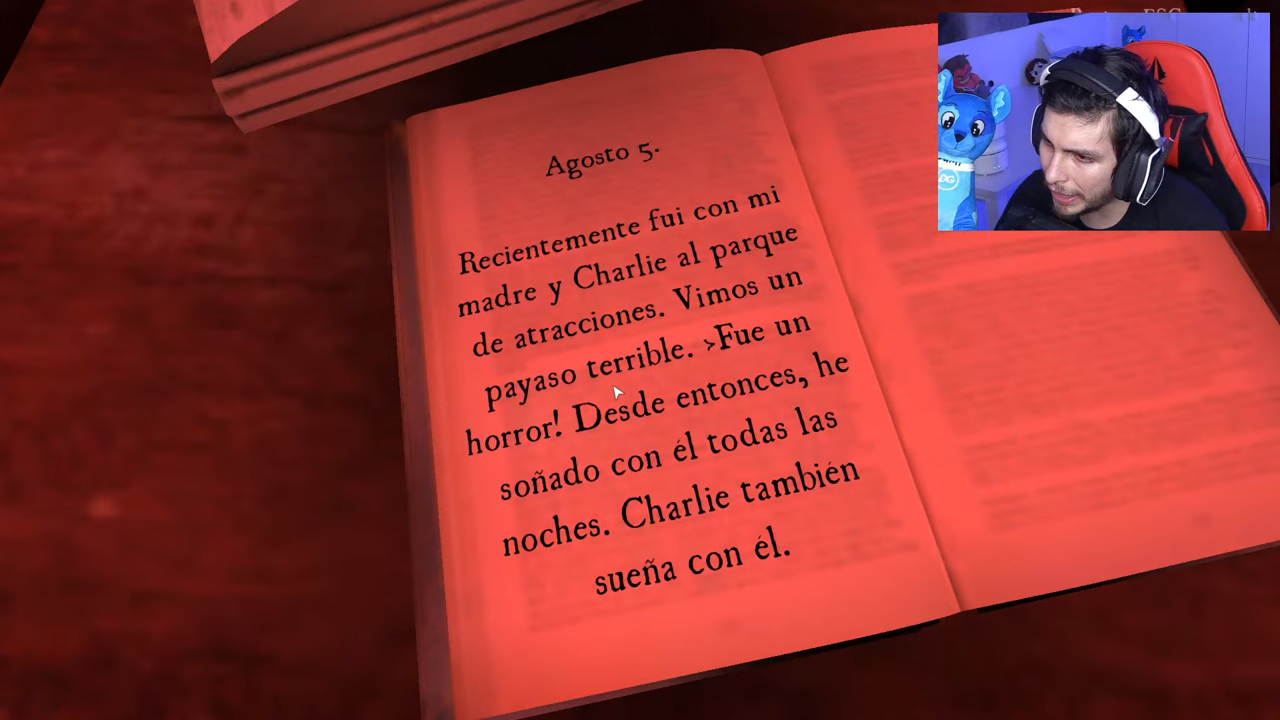 Agosto 5.
Recientemente fui con mi
madre y Charlie al parque
de atracciones. Vimos un
payaso terrible. >Fue un
horror! Desde entonces, he
soñado con él todas las
noches. Charlie también
sueña con él.
DG